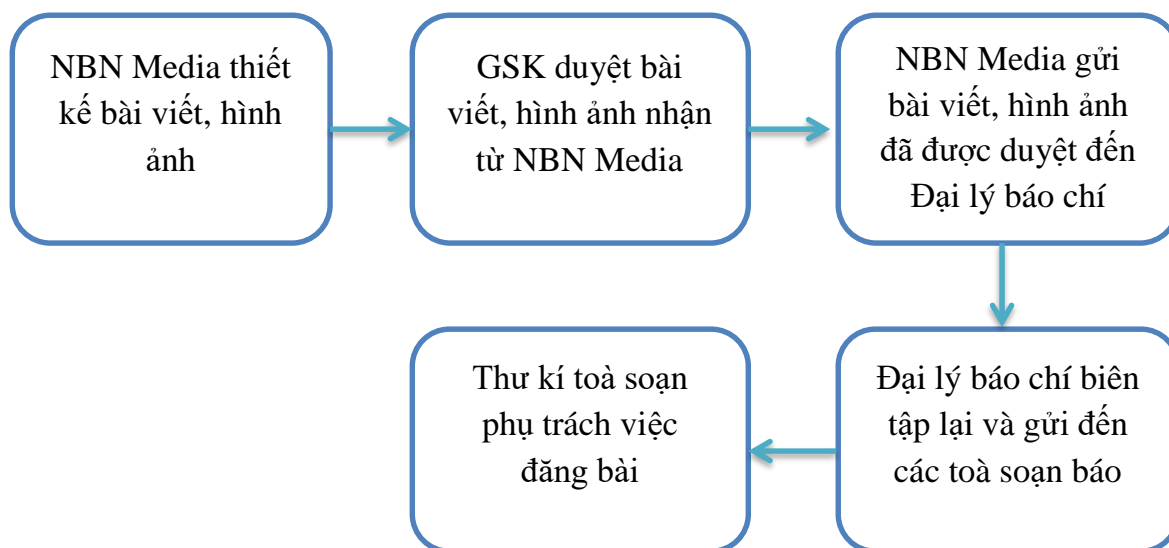 NBN Media thiết
kế bài viết, hình
ảnh
GSK duyệt bài
viết, hình ảnh nhận
từ NBN Media
NBN Media gửi
bài viết, hình ảnh
đã được duyệt đến
Đại lý báo chí
Đại lý báo chí biên
tập lại và gửi đến
các toà soạn báo
Thư kí toà soạn
phụ trách việc
đăng bài